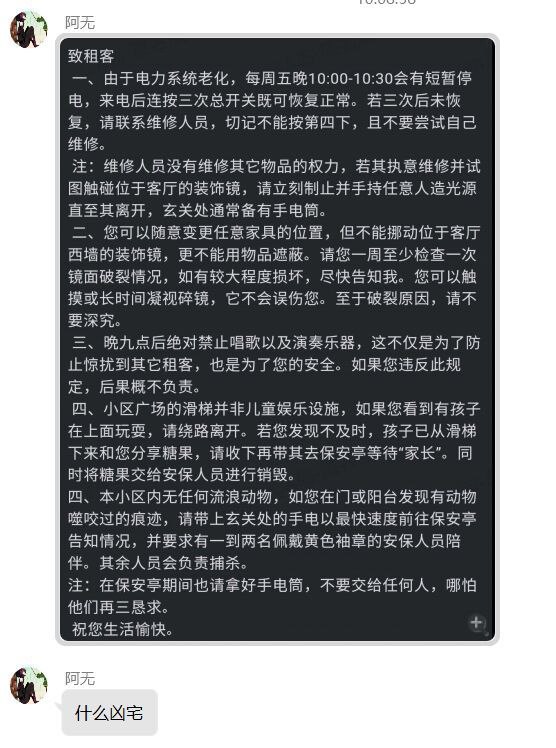 阿无
致租客
一、由于电力系统老化，每周五晚10:00-10:30会有短暂停
电，来电后连按三次总开关既可恢复正常。若三次后未恢
复，请联系维修人员，切记不能按第四下，且不要尝试自己
维修。
注：维修人员没有维修其它物品的权力，若其执意维修并试
图触碰位于客厅的装饰镜，请立刻制止并手持任意人造光源
直至其离开，玄关处通常备有手电筒。
二、您可以随意变更任意家具的位置，但不能挪动位于客厅
西墙的装饰镜，更不能用物品遮蔽。请您一周至少检查一次
镜面破裂情况，如有较大程度损坏，尽快告知我。您可以触
摸或长时间凝视碎镜，它不会误伤您。至于破裂原因，请不
要深究。
三、晚九点后绝对禁止唱歌以及演奏乐器，这不仅是为了防
止惊扰到其它租客，也是为了您的安全。如果您违反此规
定，后果概不负责。
四、小区广场的滑梯并非儿童娱乐设施，如果您看到有孩子
在上面玩耍，请绕路离开。若您发现不及时，孩子已从滑梯
下来和您分享糖果，请收下再带其去保安亭等待“家长”。同
时将糖果交给安保人员进行销毁。
四、本小区内无任何流浪动物，如您在门或阳台发现有动物
噬咬过的痕迹，请带上玄关处的手电以最快速度前往保安亭
告知情况，并要求有一到两名佩戴黄色袖章的安保人员陪
伴。其余人员会负责捕杀。
注：在保安亭期间也请拿好手电筒，不要交给任何人，哪怕
他们再三恳求。
祝您生活愉快。
阿无
什么凶宅